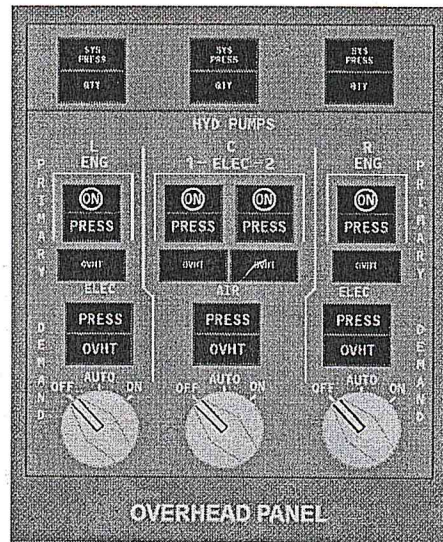 SYS PRESS SYS PRESS SYS PRESS
QTY QTY QTY
HYD PUMPS
L C R
ENG 1- ELEC -2 ENG
PRIMARY PRIMARY
ON ON ON ON
PRESS PRESS PRESS PRESS
OVHT OVHT OVHT OVHT
ELEC AIR ELEC
DEMAND DEMAND
PRESS PRESS PRESS
OVHT OVHT OVHT
AUTO AUTO AUTO
OFF ON OFF ON OFF ON
OVERHEAD PANEL